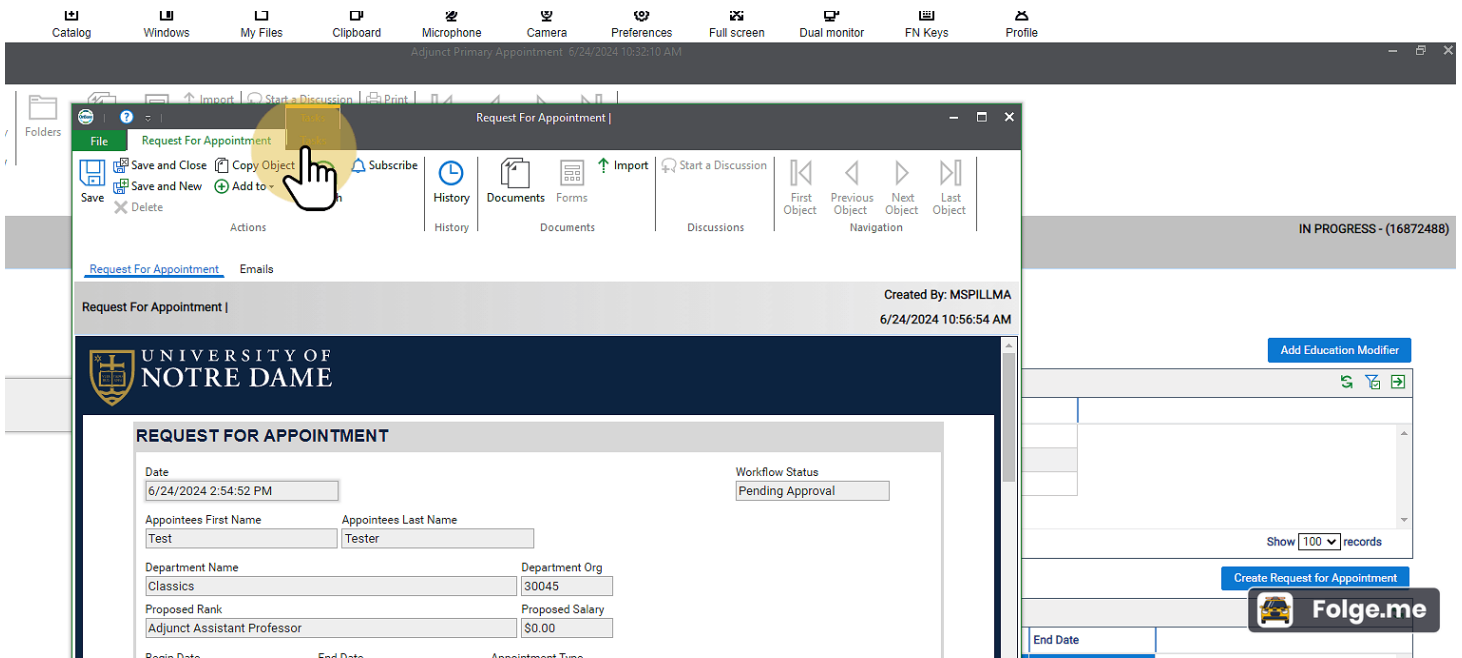 Catalog Windows My Files Clipboard Microphone Camera Preferences Full screen Dual monitor FN Keys Profile
Adjunct Primary Appointment 6/24/2024 10:32:10 AM
Folders Import Start a Discussion Print
Request For Appointment |
Tasks
File Request For Appointment
Save
Save and Close Copy Object Subscribe
Save and New Add to
Delete
Actions
History
History
Documents Forms Import
Documents
Start a Discussion
Discussions
First Object Previous Object Next Object Last Object
Navigation
IN PROGRESS - (16872488)
Request For Appointment Emails
Request For Appointment |
Created By: MSPILLMA
6/24/2024 10:56:54 AM
UNIVERSITY OF
NOTRE DAME
Add Education Modifier
REQUEST FOR APPOINTMENT
Date Workflow Status
6/24/2024 2:54:52 PM Pending Approval
Appointees First Name Appointees Last Name
Test Tester
Show 100 records
Department Name Department Org
Classics 30045
Create Request for Appointment
Proposed Rank Proposed Salary
Adjunct Assistant Professor $0.00
Folge.me
End Date
Begin Date End Date Appointment Type